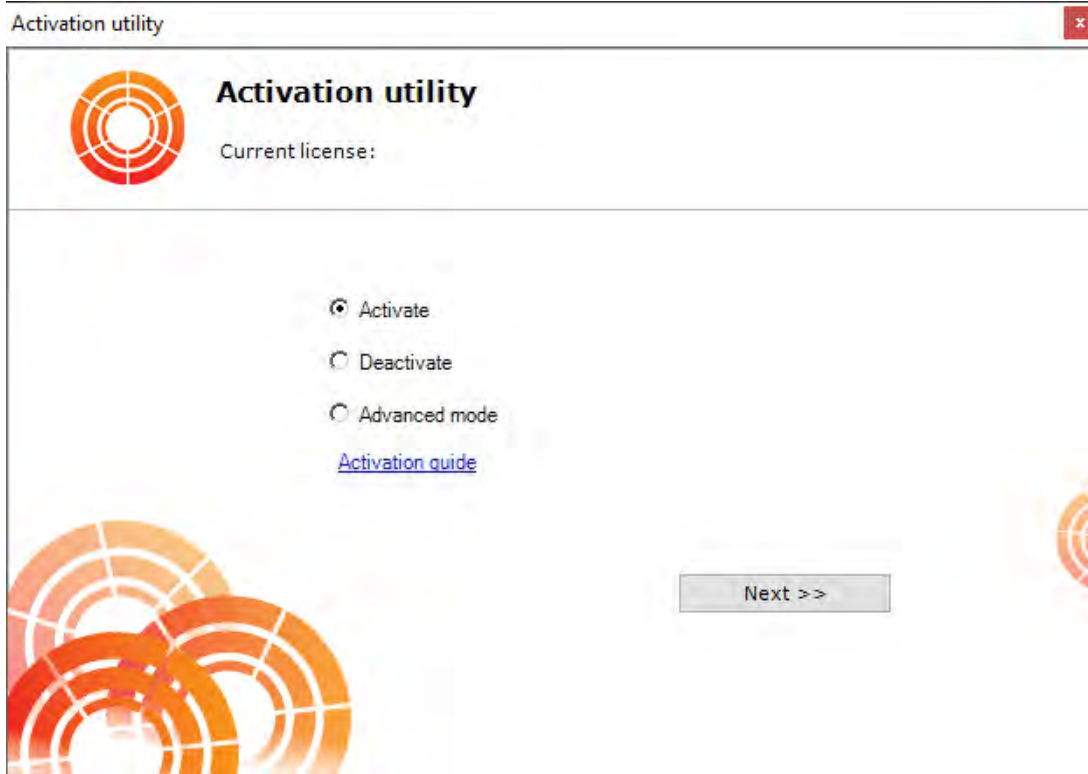 Activation utility
x
Activation utility
Current license:
Activate
Deactivate
Advanced mode
Activation guide
Next >>